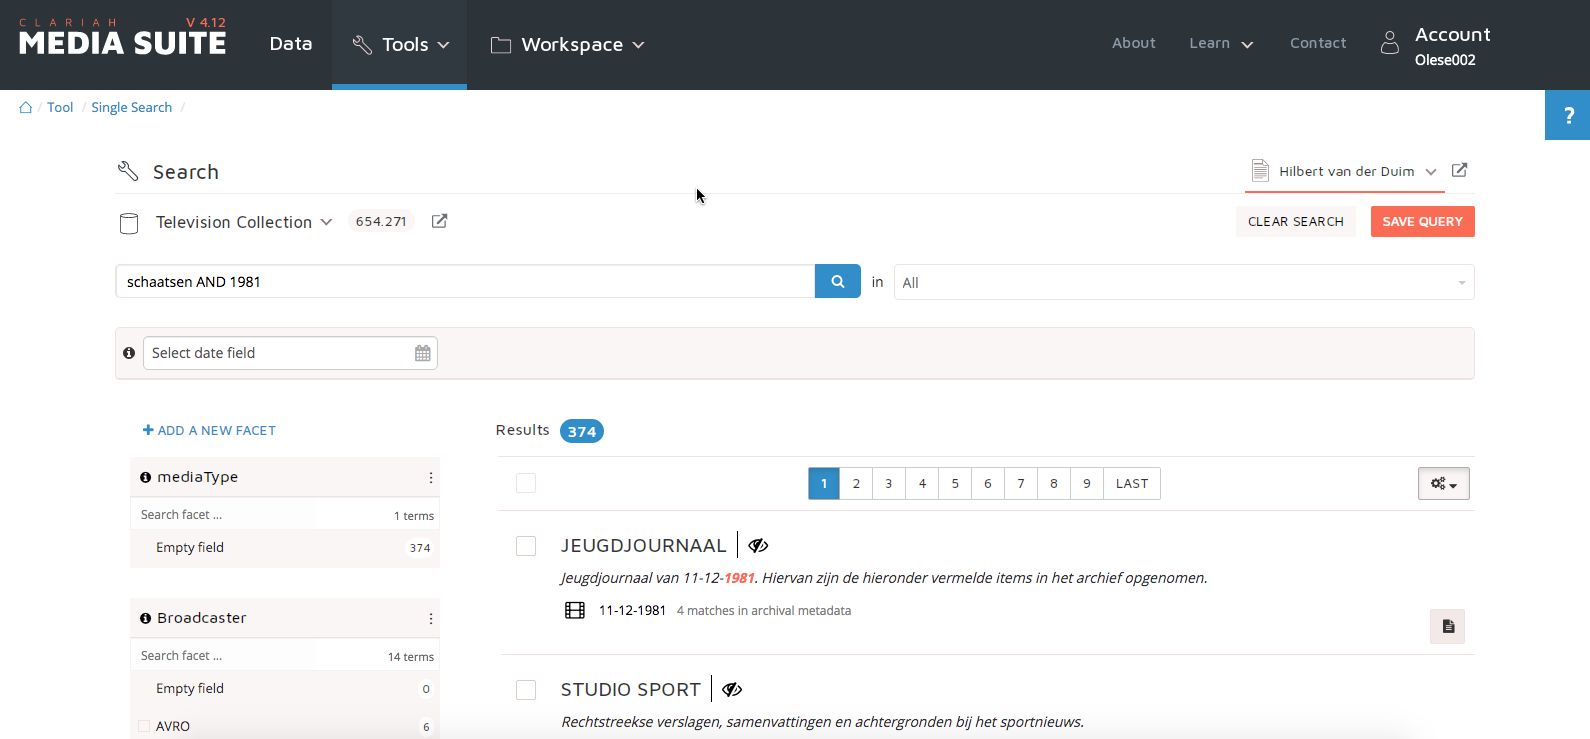 CLARIAH V 4.12
MEDIA SUITE
Data
Tools
Workspace
About
Learn
Contact
Account
Olese002
/ Tool / Single Search /
?
Search
Hilbert van der Duim
Television Collection
654.271
CLEAR SEARCH
SAVE QUERY
schaatsen AND 1981
in
All
Select date field
+ ADD A NEW FACET
Results 374
mediaType
Search facet ...
1 terms
Empty field
374
1 2 3 4 5 6 7 8 9 LAST
JEUGDJOURNAAL
Jeugdjournaal van 11-12-1981. Hiervan zijn de hieronder vermelde items in het archief opgenomen.
11-12-1981 4 matches in archival metadata
Broadcaster
Search facet ...
14 terms
Empty field
0
AVRO
6
STUDIO SPORT
Rechtstreekse verslagen, samenvattingen en achtergronden bij het sportnieuws.